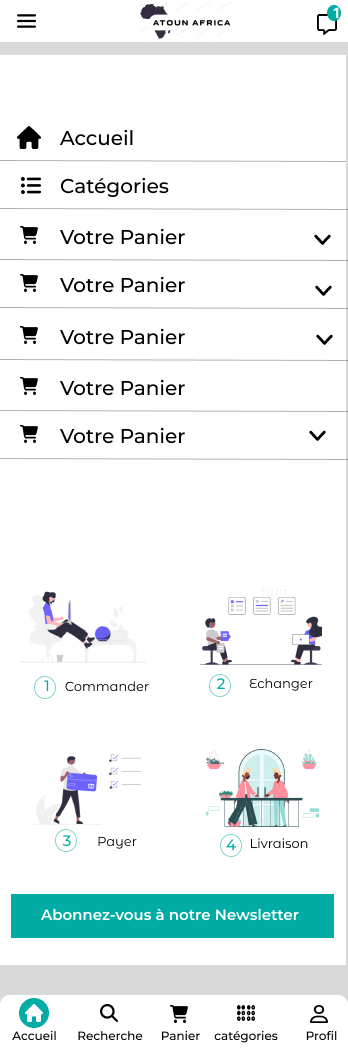 ATOUN AFRICA
1
Accueil
Catégories
Votre Panier
Votre Panier
Votre Panier
Votre Panier
Votre Panier
1 Commander
2 Echanger
3 Payer
4 Livraison
Abonnez-vous à notre Newsletter
Accueil Recherche Panier catégories Profil